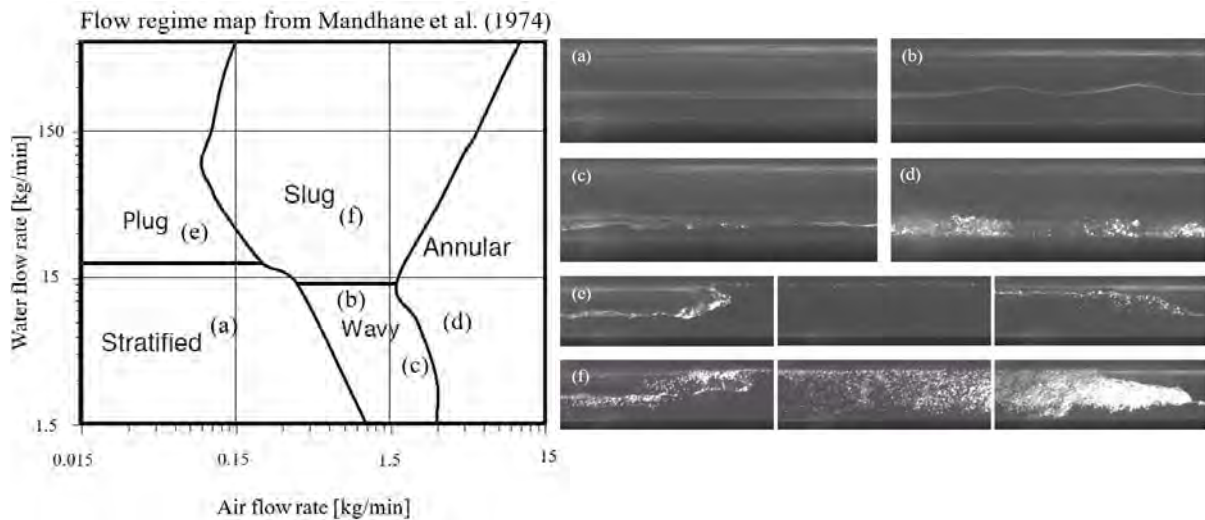 Flow regime map from Mandhane et al. (1974)
150
15
1.5
Water flow rate [kg/min]
Plug
(e)
Slug
(f)
Annular
(a)
Stratified
(b)
Wavy
(c)
(d)
0.015
0.15
1.5
15
Air flow rate [kg/min]
(a)
(b)
(c)
(d)
(e)
(f)